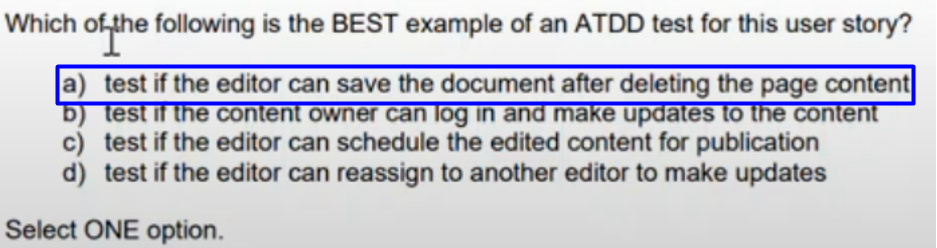 Which of the following is the BEST example of an ATDD test for this user story?
a) test if the editor can save the document after deleting the page content
b) test if the content owner can log in and make updates to the content
c) test if the editor can schedule the edited content for publication
d) test if the editor can reassign to another editor to make updates
Select ONE option.